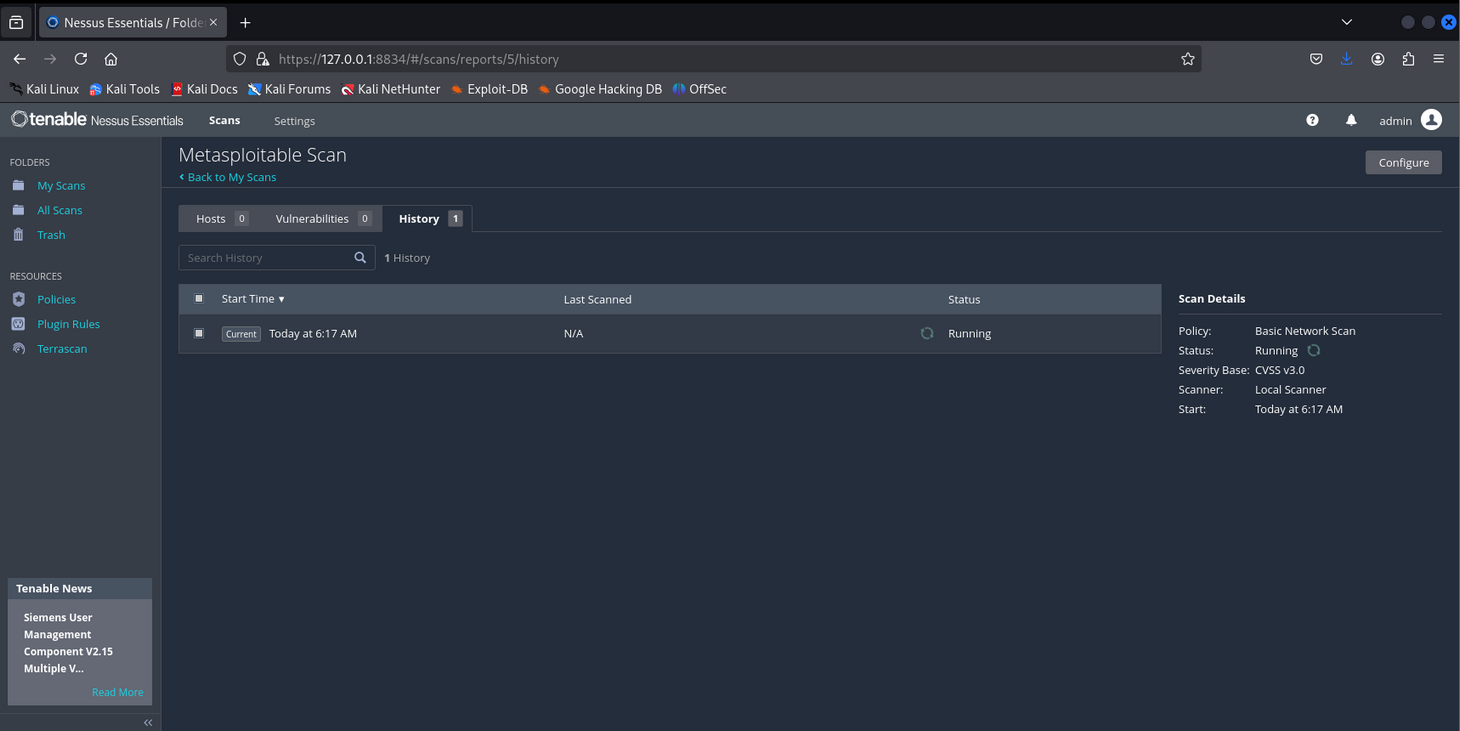 Nessus Essentials / Folde
https://127.0.0.1:8834/#/scans/reports/5/history
Kali Linux Kali Tools Kali Docs Kali Forums Kali NetHunter Exploit-DB Google Hacking DB OffSec
tenable Nessus Essentials Scans Settings admin
FOLDERS
My Scans
All Scans
Trash
RESOURCES
Policies
Plugin Rules
Terrascan
Tenable News
Siemens User
Management
Component V2.15
Multiple V...
Read More
Metasploitable Scan
Back to My Scans
Configure
Hosts 0 Vulnerabilities 0 History 1
Search History 1 History
Start Time Last Scanned Status
Current Today at 6:17 AM N/A Running
Scan Details
Policy: Basic Network Scan
Status: Running
Severity Base: CVSS v3.0
Scanner: Local Scanner
Start: Today at 6:17 AM